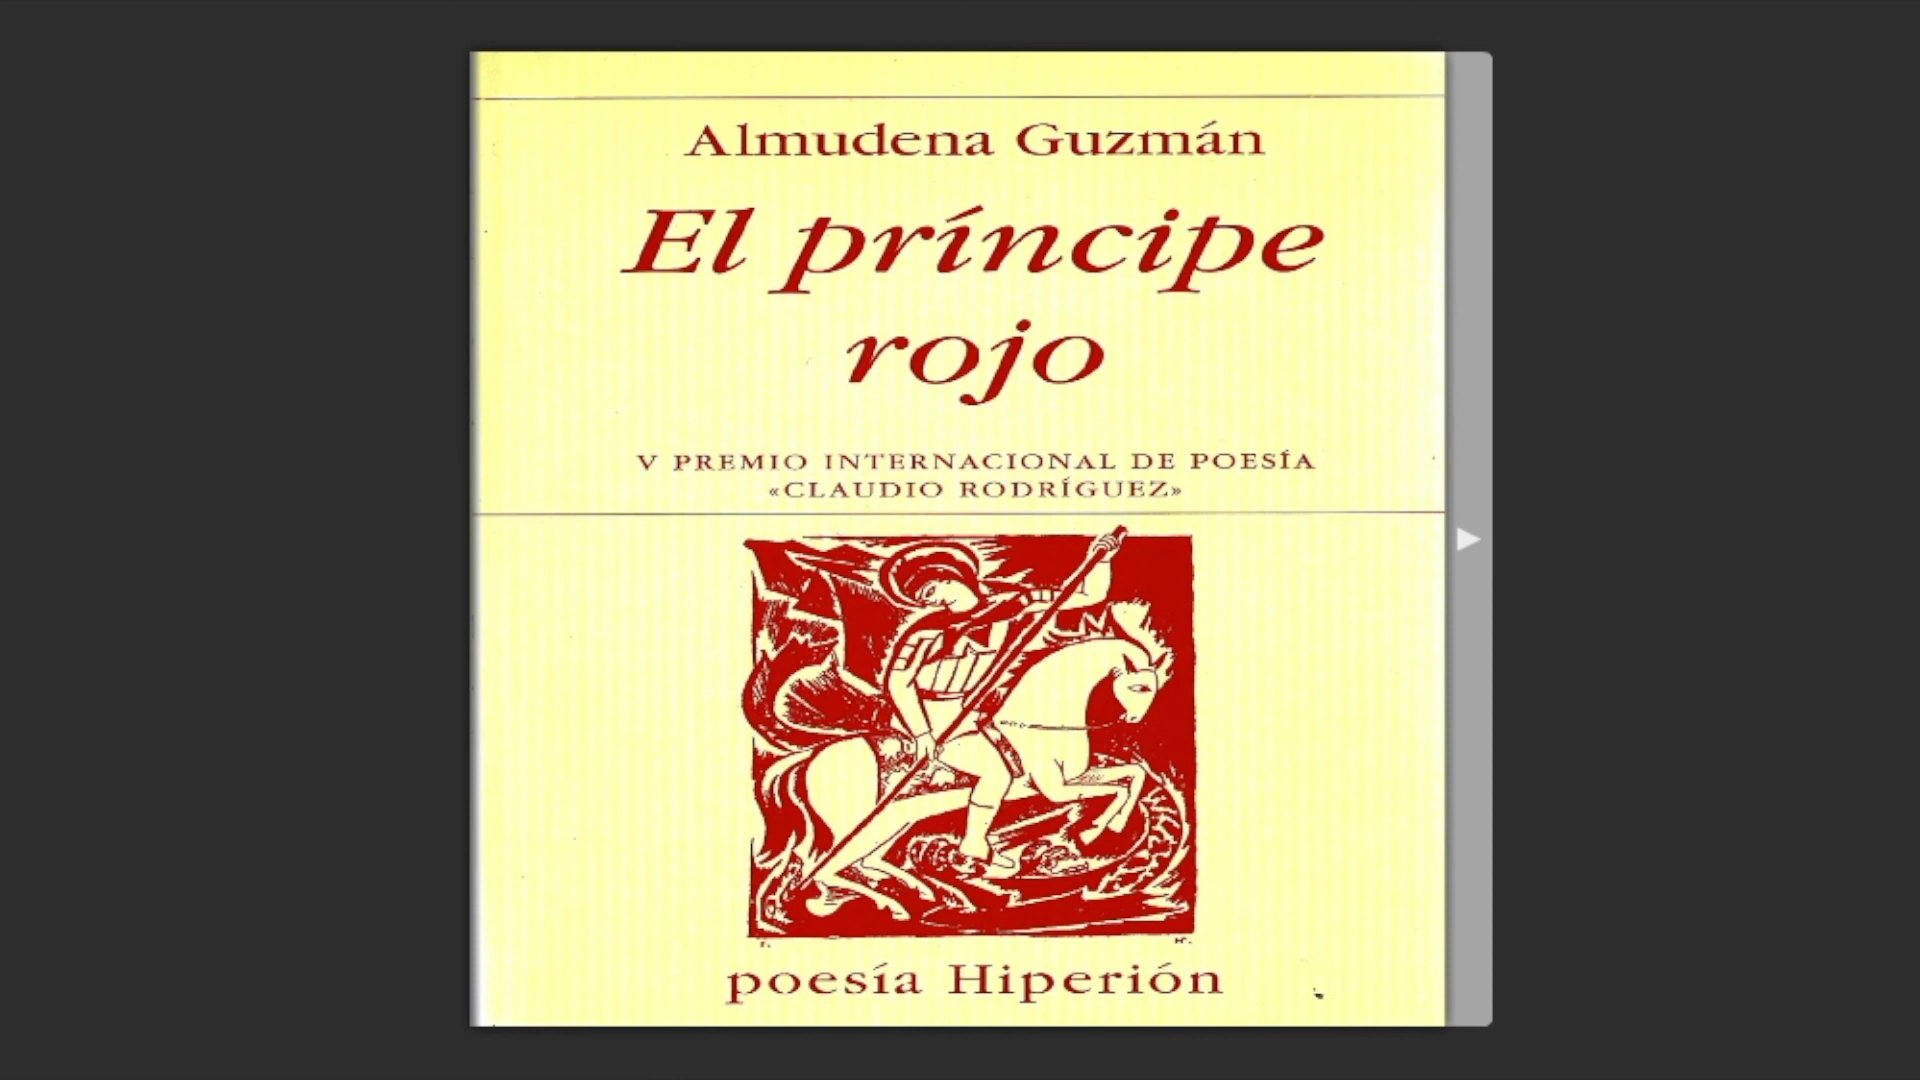 Almudena Guzmán
El príncipe
rojo
V PREMIO INTERNACIONAL DE POESÍA
«CLAUDIO RODRÍGUEZ»
poesía Hiperión